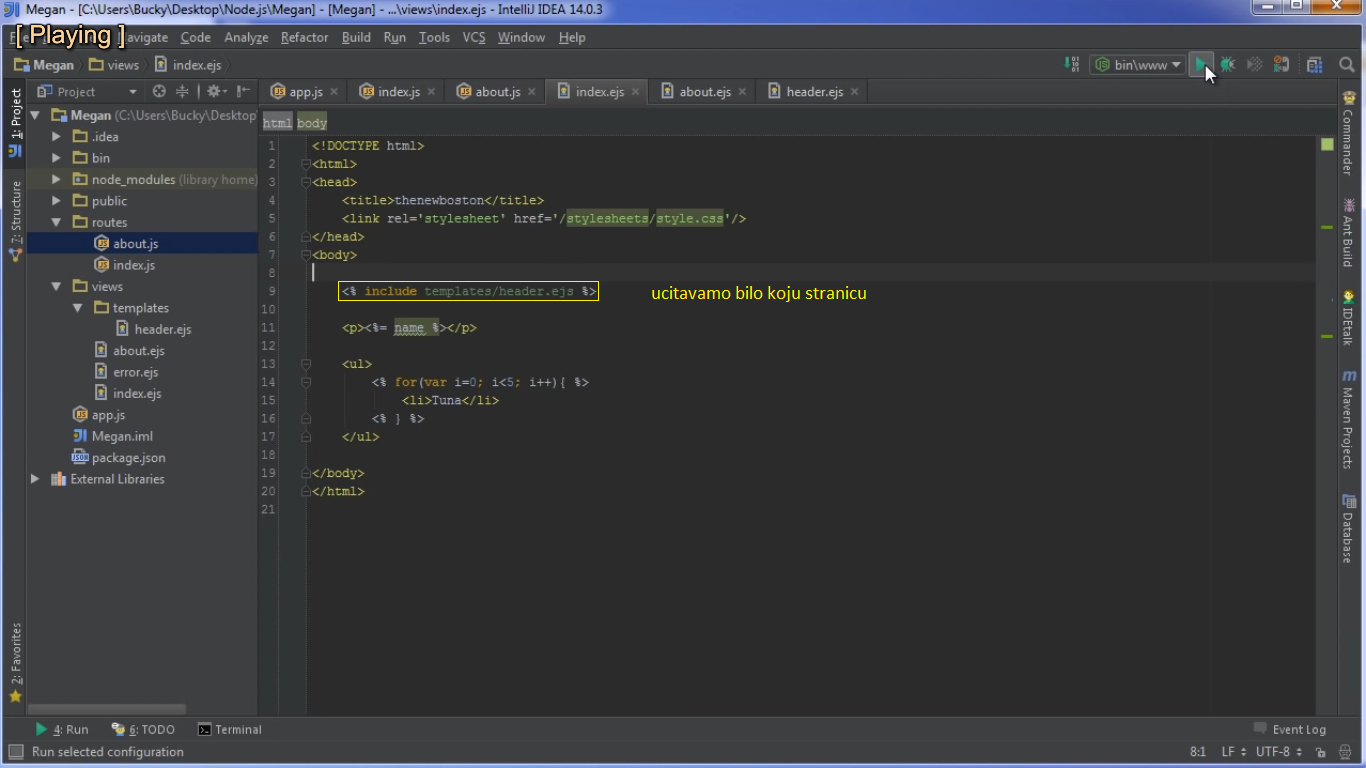 Megan - [C:\Users\Bucky\Desktop\Node.js\Megan] - [Megan] - ...\views\index.ejs - IntelliJ IDEA 14.0.3
[ Playing ]
Navigate Code Analyze Refactor Build Run Tools VCS Window Help
Megan views index.ejs
bin\www
Project
app.js index.js about.js index.ejs about.ejs header.ejs
html body
1: Project
7: Structure
2: Favorites
Megan (C:\Users\Bucky\Desktop
.idea
bin
node_modules (library home)
public
routes
about.js
index.js
views
templates
header.ejs
about.ejs
error.ejs
index.ejs
app.js
Megan.iml
package.json
External Libraries
1 <!DOCTYPE html>
2 <html>
3 <head>
4 <title>thenewboston</title>
5 <link rel='stylesheet' href='/stylesheets/style.css'/>
6 </head>
7 <body>
8
9 <% include templates/header.ejs %> ucitavamo bilo koju stranicu
10
11 <p><%= name %></p>
12
13 <ul>
14 <% for(var i=0; i<5; i++){ %>
15 <li>Tuna</li>
16 <% } %>
17 </ul>
18
19 </body>
20 </html>
21
Commander
Ant Build
IDEtalk
Maven Projects
Database
4: Run 6: TODO Terminal
Event Log
Run selected configuration
8:1 LF UTF-8